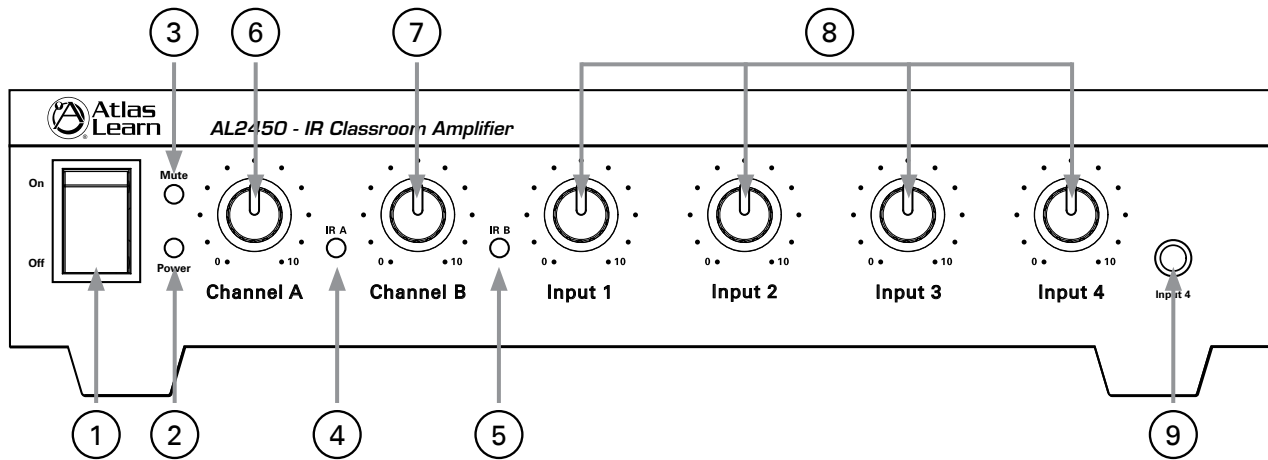 3 6 7 8
Atlas
Learn
AL2450 - IR Classroom Amplifier
On
Mute
IR A
IR B
Off
Power
0 10 0 10 0 10 0 10 0 10 0 10
Channel A Channel B Input 1 Input 2 Input 3 Input 4
Input 4
1 2 4 5 9